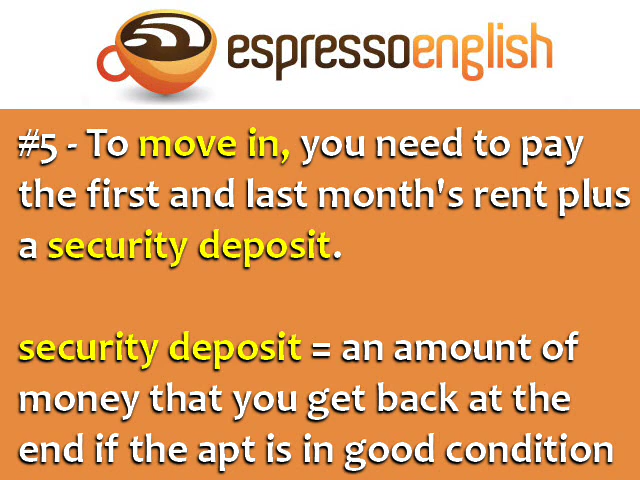 espressoenglish
#5 - To move in, you need to pay
the first and last month's rent plus
a security deposit.
security deposit = an amount of
money that you get back at the
end if the apt is in good condition